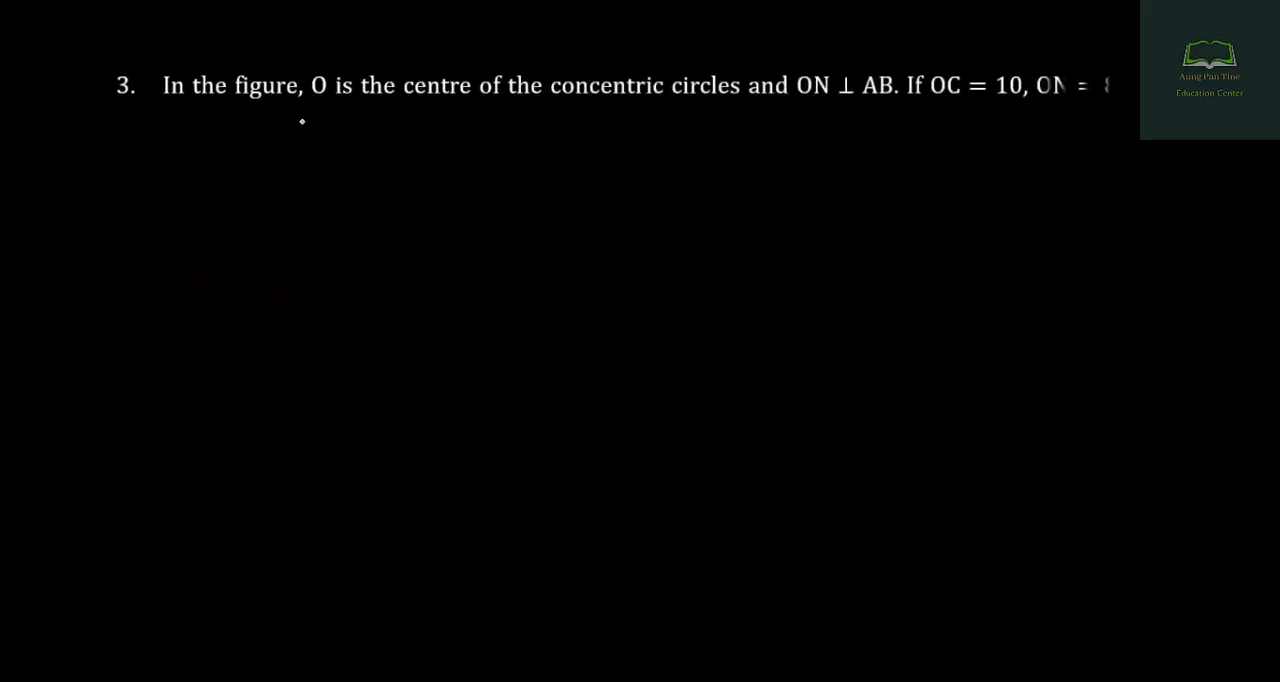 3. In the figure, O is the centre of the concentric circles and ON ⊥ AB. If OC = 10, ON =
Aung Pan Tine
Education Center